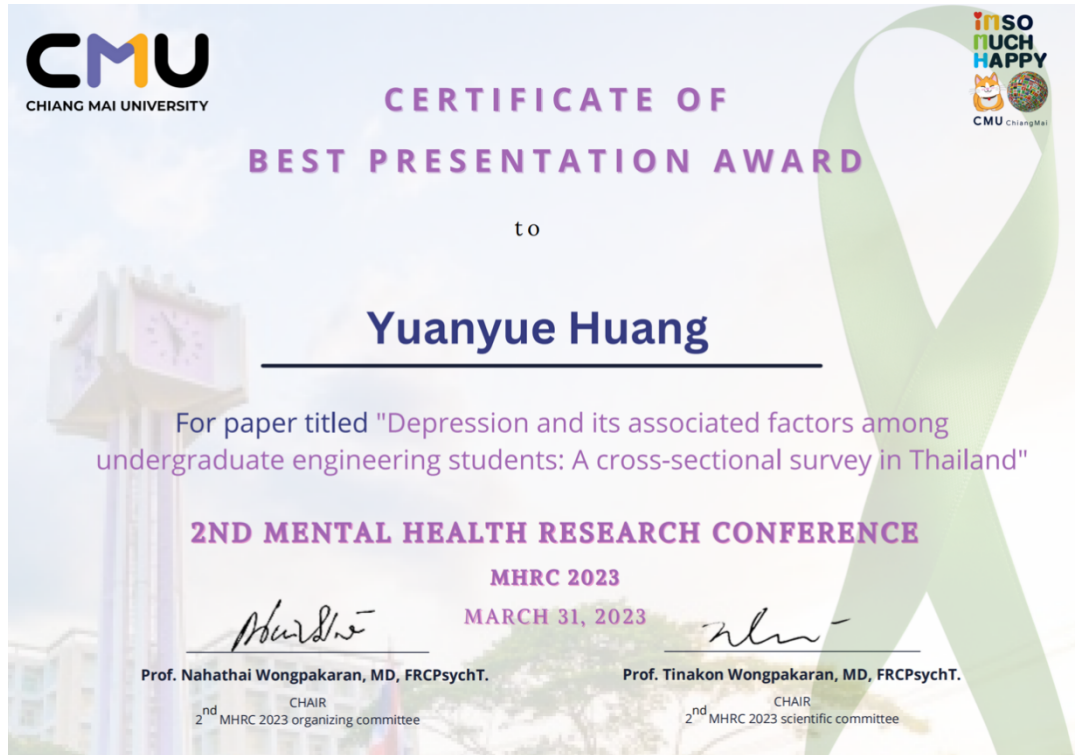 CMU
CHIANG MAI UNIVERSITY
imSO
MUCH
HAPPY
CMU ChiangMai
CERTIFICATE OF
BEST PRESENTATION AWARD
to
Yuanyue Huang
For paper titled "Depression and its associated factors among
undergraduate engineering students: A cross-sectional survey in Thailand"
2ND MENTAL HEALTH RESEARCH CONFERENCE
MHRC 2023
MARCH 31, 2023
Prof. Nahathai Wongpakaran, MD, FRCPsychT.
CHAIR
2nd MHRC 2023 organizing committee
Prof. Tinakon Wongpakaran, MD, FRCPsychT.
CHAIR
2nd MHRC 2023 scientific committee